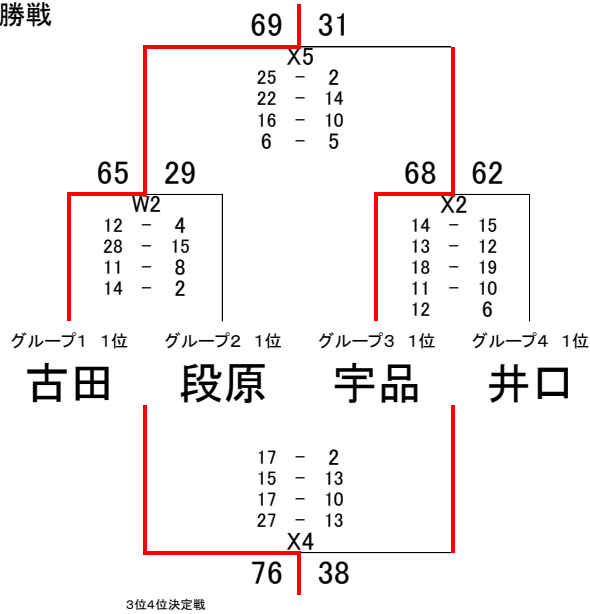 勝戦
69 31
X5
25 - 2
22 - 14
16 - 10
6 - 5
65 29
W2
12 - 4
28 - 15
11 - 8
14 - 2
68 62
X2
14 - 15
13 - 12
18 - 19
11 - 10
12 6
グループ1 1位 グループ2 1位 グループ3 1位 グループ4 1位
古田 段原 宇品 井口
17 - 2
15 - 13
17 - 10
27 - 13
X4
76 38
3位4位決定戦